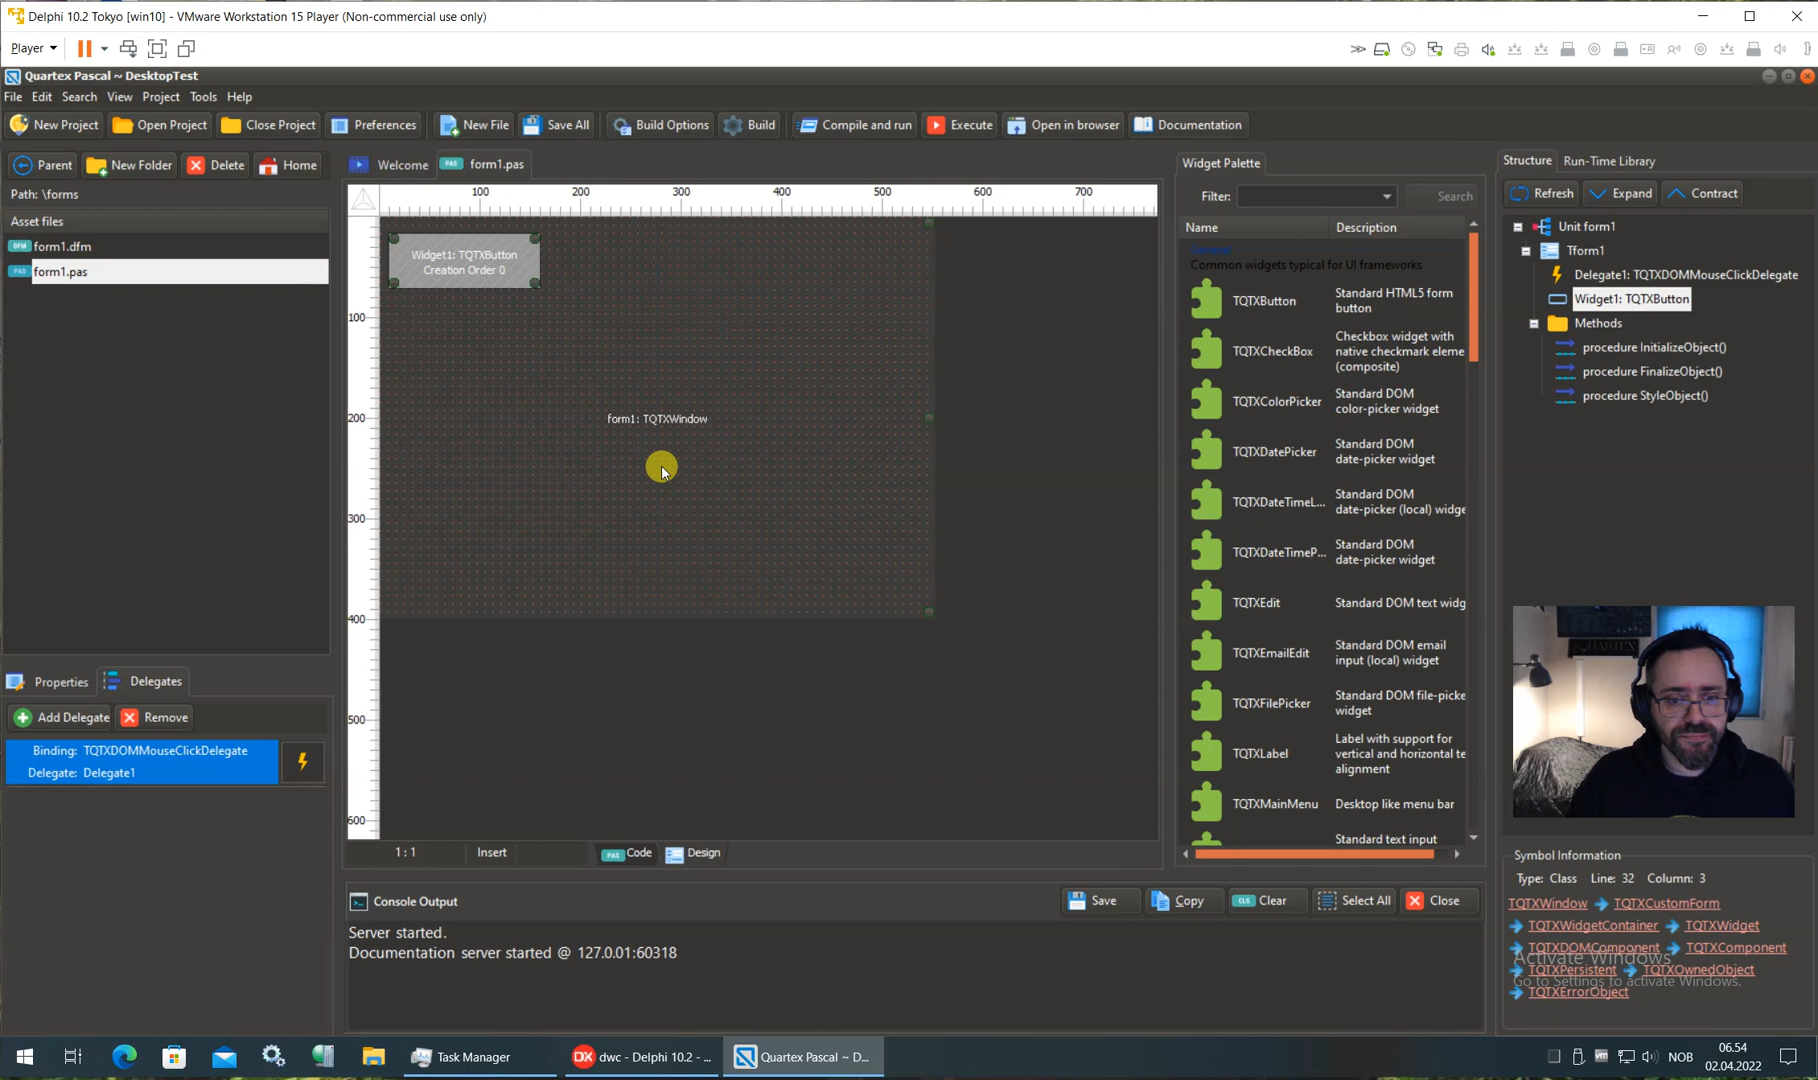 Delphi 10.2 Tokyo [win10] - VMware Workstation 15 Player (Non-commercial use only)
Player
Quartex Pascal ~ DesktopTest
File Edit Search View Project Tools Help
New Project Open Project Close Project Preferences New File Save All Build Options Build Compile and run Execute Open in browser Documentation
Parent New Folder Delete Home
Path: \forms
Asset files
DFM form1.dfm
PAS form1.pas
Properties Delegates
Add Delegate Remove
Binding: TQTXDOMMouseClickDelegate
Delegate: Delegate1
Welcome PAS form1.pas
100 200 300 400 500 600 700
100
200
300
400
500
600
Widget1: TQTXButton
Creation Order 0
form1: TQTXWindow
1 : 1 Insert PAS Code Design
Console Output
Save Copy CLS Clear Select All Close
Server started.
Documentation server started @ 127.0.01:60318
Widget Palette
Filter: Search
Name Description
Common widgets typical for UI frameworks
TQTXButton Standard HTML5 form
button
TQTXCheckBox Checkbox widget with
native checkmark eleme
(composite)
TQTXColorPicker Standard DOM
color-picker widget
TQTXDatePicker Standard DOM
date-picker widget
TQTXDateTimeL... Standard DOM
date-picker (local) widge
TQTXDateTimeP... Standard DOM
date-picker widget
TQTXEdit Standard DOM text widg
TQTXEmailEdit Standard DOM email
input (local) widget
TQTXFilePicker Standard DOM file-picke
widget
TQTXLabel Label with support for
vertical and horizontal te
alignment
TQTXMainMenu Desktop like menu bar
Standard text input
Structure Run-Time Library
Refresh Expand Contract
Unit form1
Tform1
Delegate1: TQTXDOMMouseClickDelegate
Widget1: TQTXButton
Methods
procedure InitializeObject()
procedure FinalizeObject()
procedure StyleObject()
Symbol Information
Type: Class Line: 32 Column: 3
TQTXWindow TQTXCustomForm
TQTXWidgetContainer TQTXWidget
TQTXDOMComponent TQTXComponent
TQTXPersistent TQTXOwnedObject
TQTXErrorObject
Activate Windows
Go to Settings to activate Windows.
Task Manager
DX dwc - Delphi 10.2 - ...
Quartex Pascal ~ D...
NOB
06.54
02.04.2022